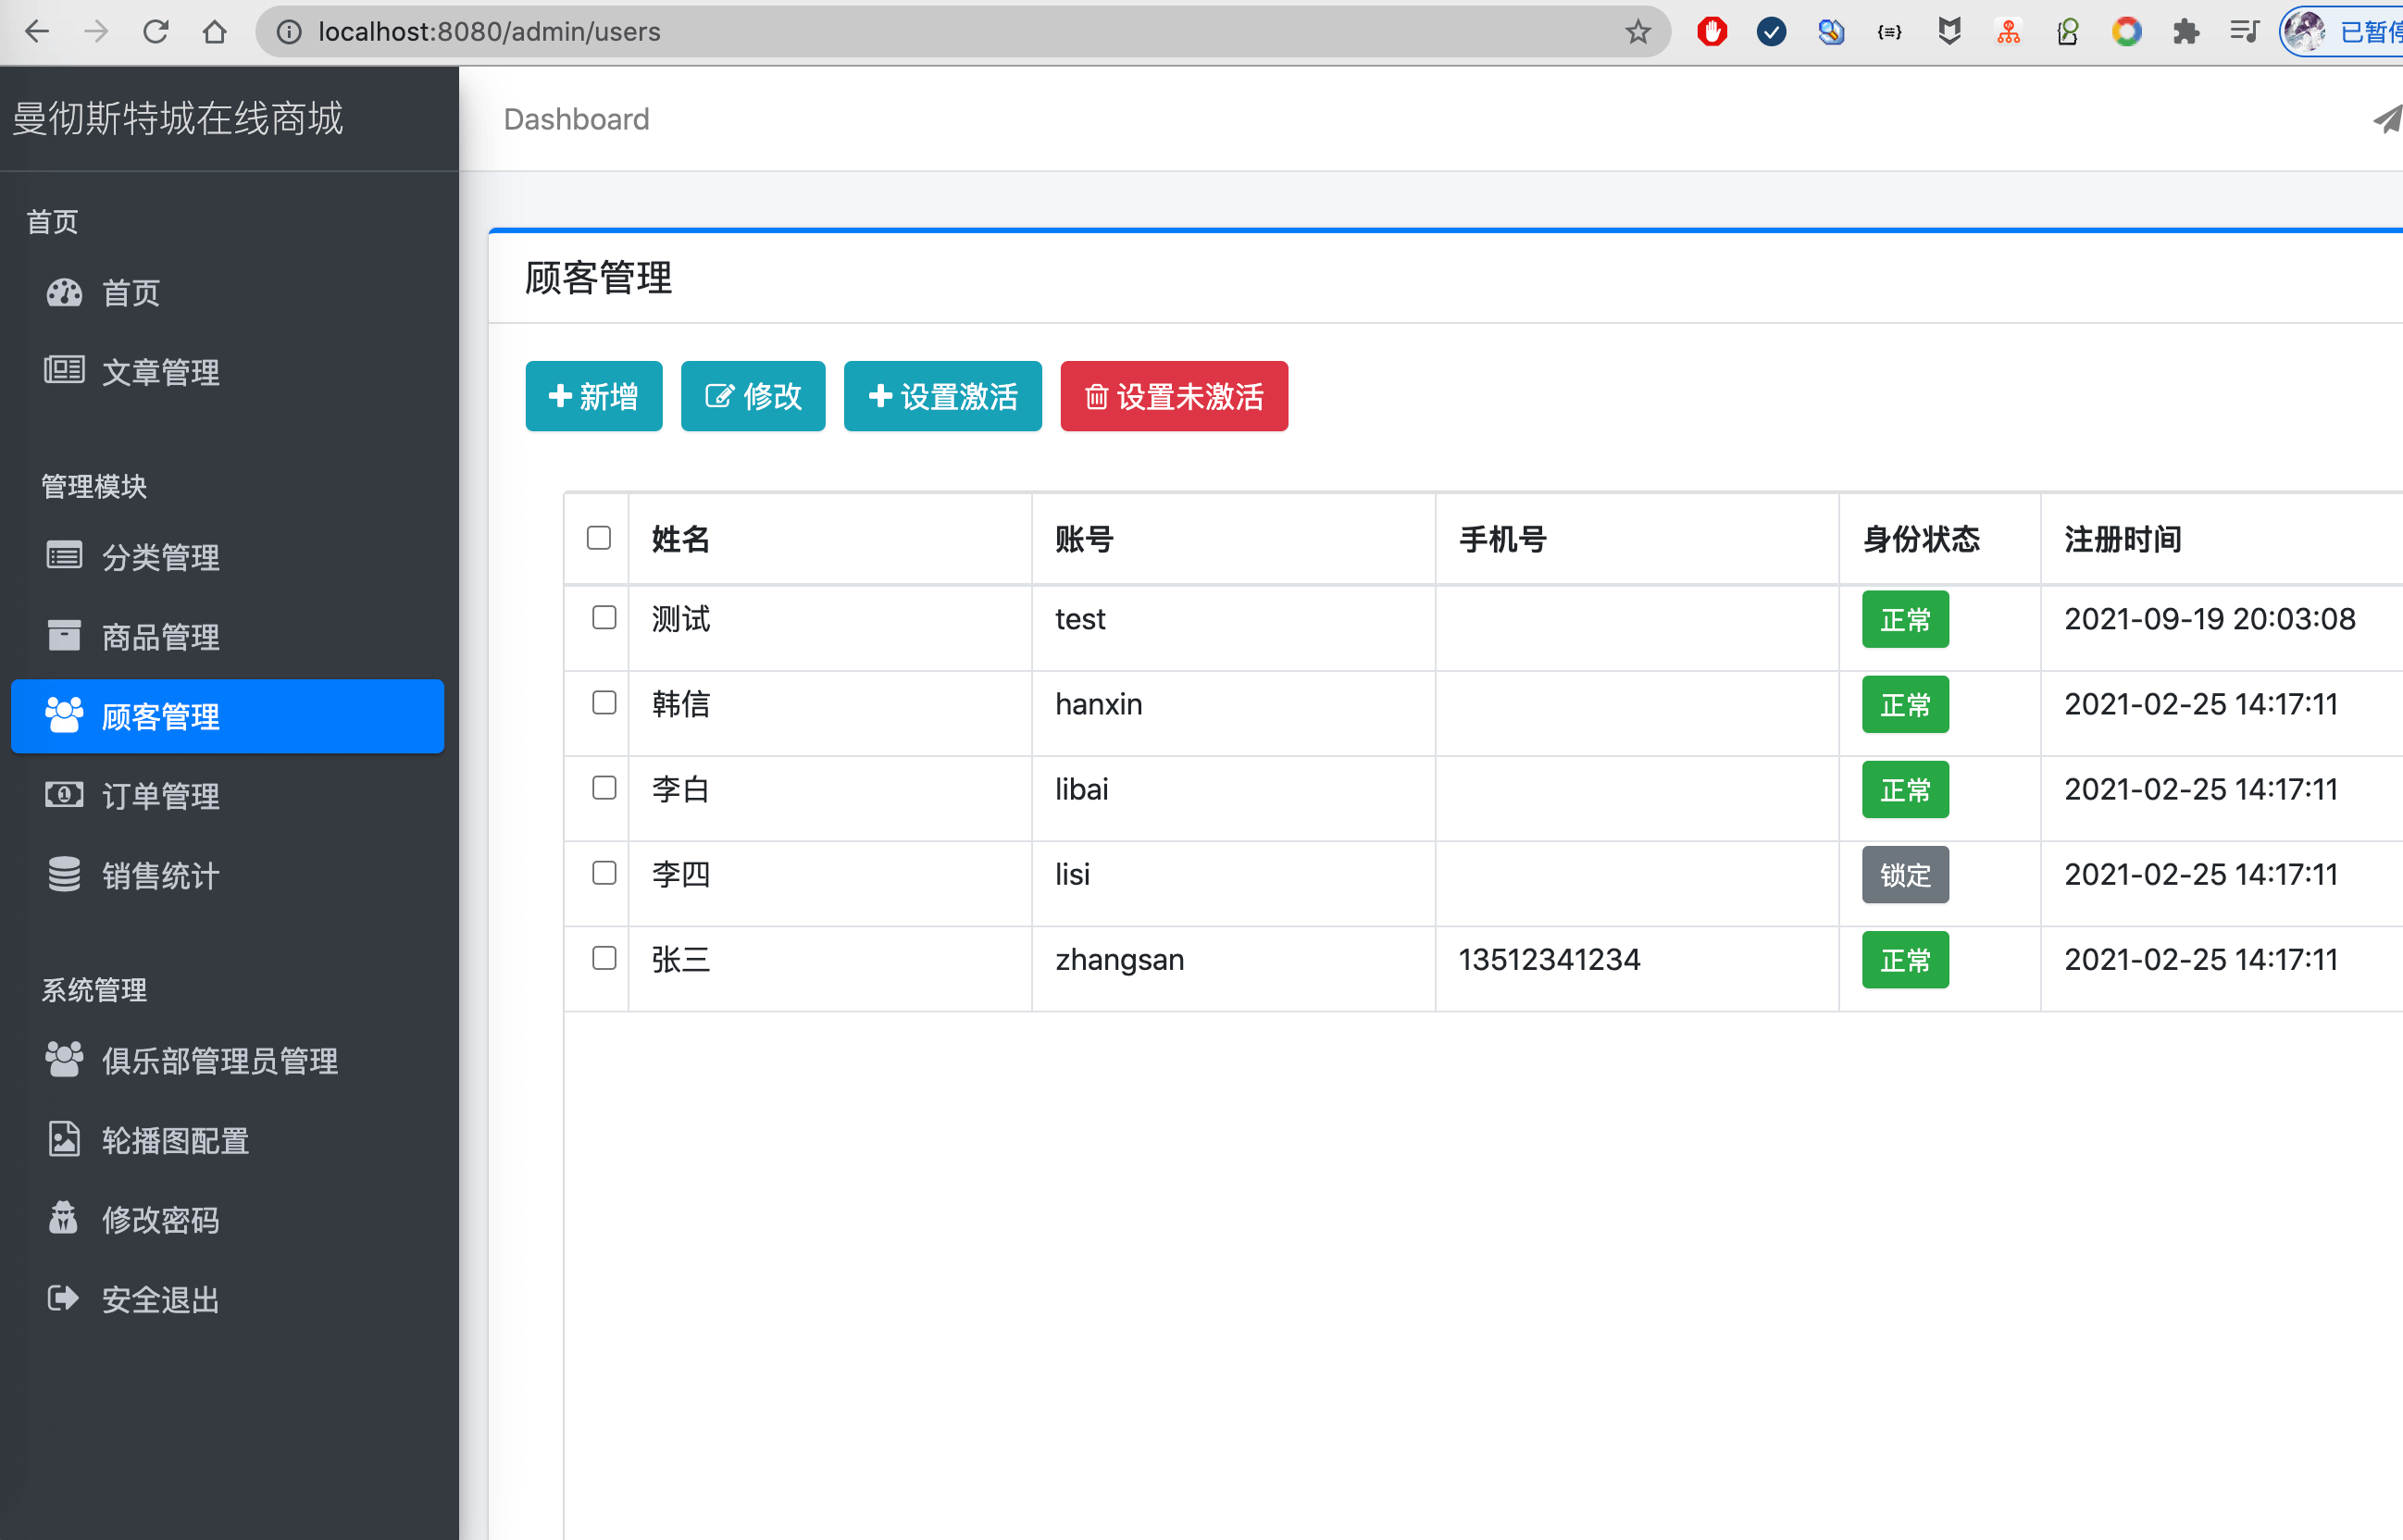 localhost:8080/admin/users
已暂停
曼彻斯特城在线商城
Dashboard
首页
首页
文章管理
管理模块
分类管理
商品管理
顾客管理
订单管理
销售统计
系统管理
俱乐部管理员管理
轮播图配置
修改密码
安全退出
顾客管理
新增 修改 设置激活 设置未激活
姓名 账号 手机号 身份状态 注册时间
测试 test 正常 2021-09-19 20:03:08
韩信 hanxin 正常 2021-02-25 14:17:11
李白 libai 正常 2021-02-25 14:17:11
李四 lisi 锁定 2021-02-25 14:17:11
张三 zhangsan 13512341234 正常 2021-02-25 14:17:11